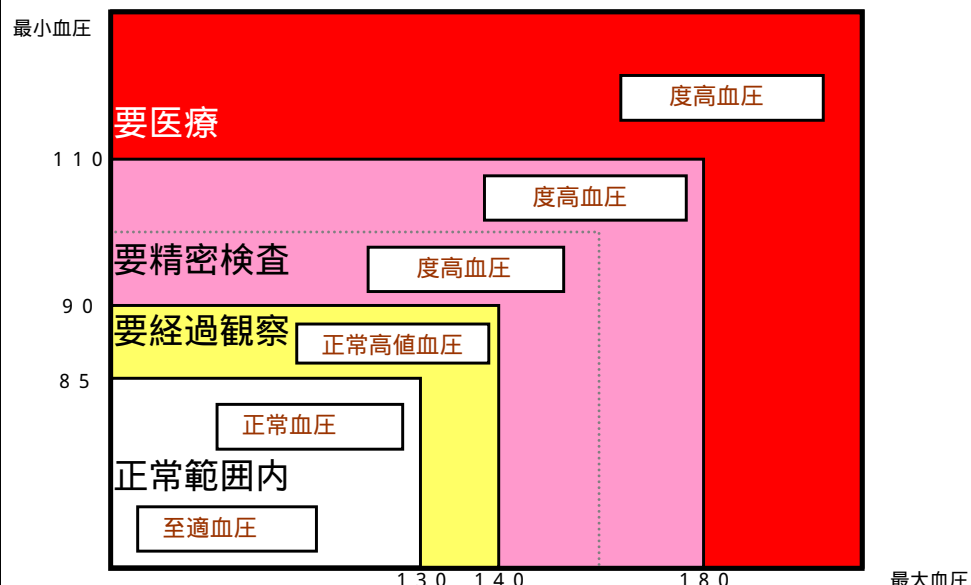 最小血圧
度高血圧
要医療
110
度高血圧
要精密検査
度高血圧
90
要経過観察
正常高値血圧
85
正常血圧
正常範囲内
至適血圧
130 140 180
最大血圧